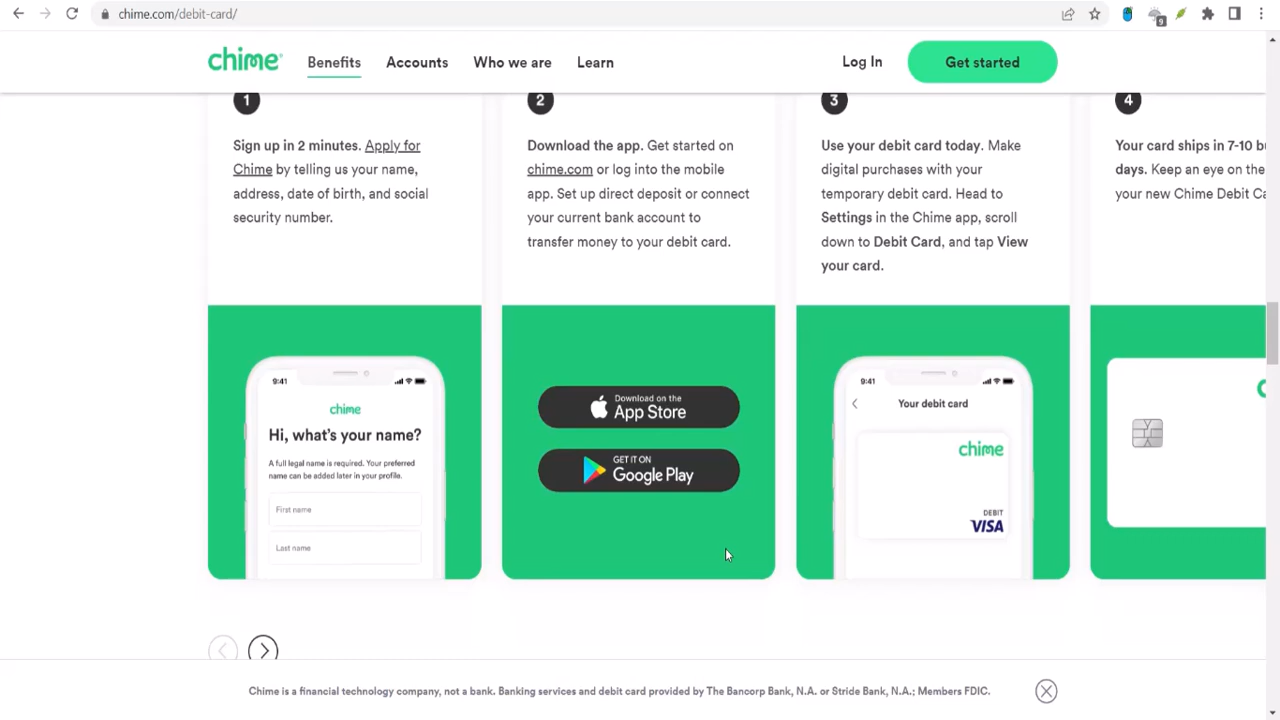 chime.com/debit-card/
9
chime
Benefits
Accounts
Who we are
Learn
Log In
Get started
1
Sign up in 2 minutes. Apply for
Chime by telling us your name,
address, date of birth, and social
security number.
2
Download the app. Get started on
chime.com or log into the mobile
app. Set up direct deposit or connect
your current bank account to
transfer money to your debit card.
3
Use your debit card today. Make
digital purchases with your
temporary debit card. Head to
Settings in the Chime app, scroll
down to Debit Card, and tap View
your card.
4
Your card ships in 7-10 bu
days. Keep an eye on the
your new Chime Debit Ca
9:41
chime
Hi, what's your name?
A full legal name is required. Your preferred
name can be added later in your profile.
First name
Last name
Download on the
App Store
GET IT ON
Google Play
9:41
Your debit card
chime
DEBIT
VISA
Chime is a financial technology company, not a bank. Banking services and debit card provided by The Bancorp Bank, N.A. or Stride Bank, N.A.; Members FDIC.